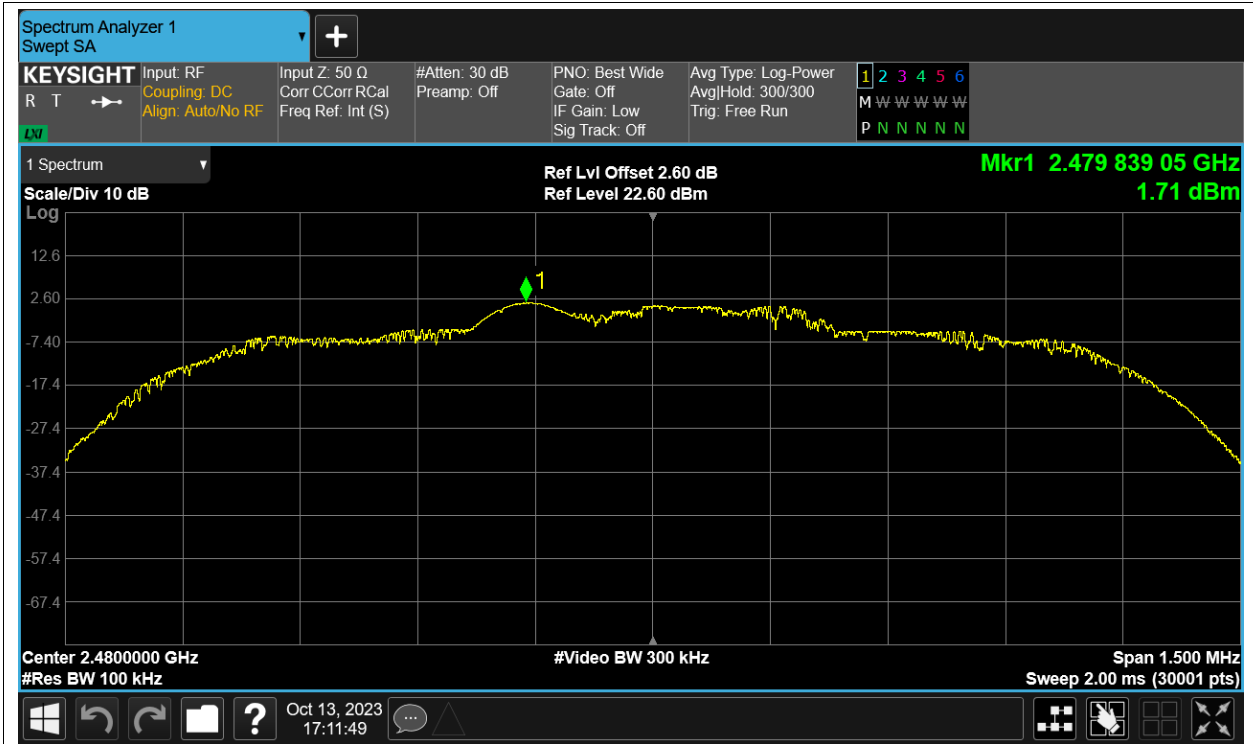 Spectrum Analyzer 1
Swept SA
KEYSIGHT
R T
LXI
Input: RF
Coupling: DC
Align: Auto/No RF
Input Z: 50 Ω
Corr CCorr RCal
Freq Ref: Int (S)
#Atten: 30 dB
Preamp: Off
PNO: Best Wide
Gate: Off
IF Gain: Low
Sig Track: Off
Avg Type: Log-Power
Avg|Hold: 300/300
Trig: Free Run
1 2 3 4 5 6
M W W W W W
P N N N N N
1 Spectrum
Scale/Div 10 dB
Ref Lvl Offset 2.60 dB
Ref Level 22.60 dBm
Mkr1 2.479 839 05 GHz
1.71 dBm
Log
12.6
2.60
-7.40
-17.4
-27.4
-37.4
-47.4
-57.4
-67.4
1
Center 2.4800000 GHz
#Res BW 100 kHz
#Video BW 300 kHz
Span 1.500 MHz
Sweep 2.00 ms (30001 pts)
Oct 13, 2023
17:11:49